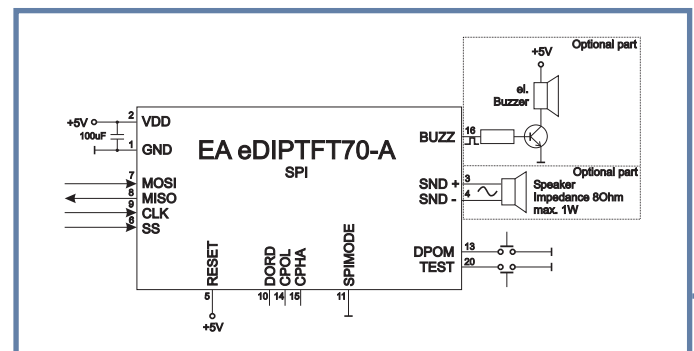 Optional part
+5V
el.
Buzzer
+5V
2
VDD
100uF
1
GND
EA eDIPTFT70-A
SPI
BUZZ
16
Optional part
7
MOSI
8
MISO
9
CLK
6
SS
SND +
3
SND -
4
Speaker
Impedance 8Ohm
max. 1W
RESET
DORD
CPOL
CPHA
SPIMODE
DPOM
13
TEST
20
5
10
14
15
11
+5V